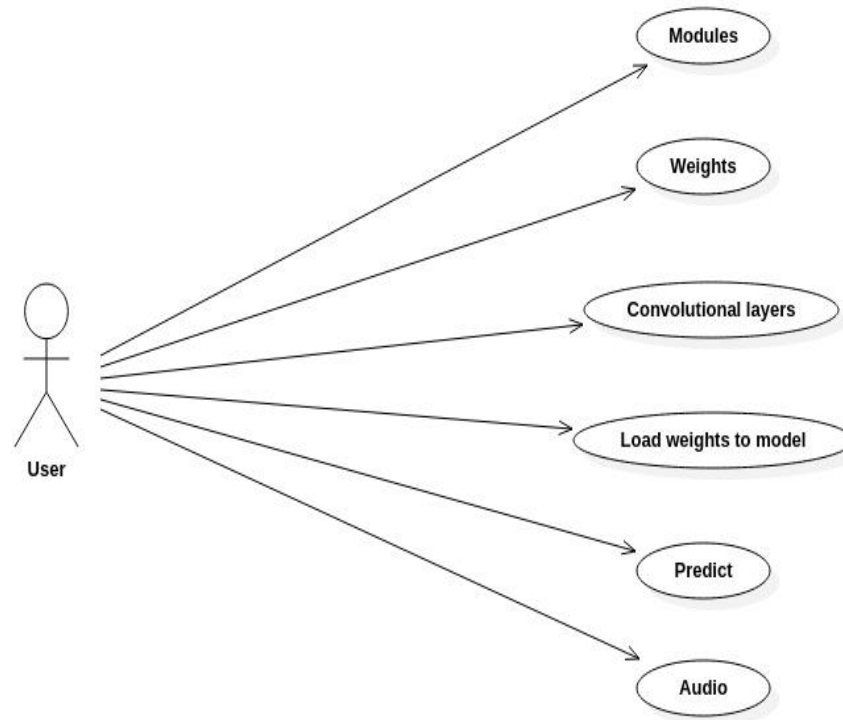 Modules
Weights
Convolutional layers
Load weights to model
User
Predict
Audio